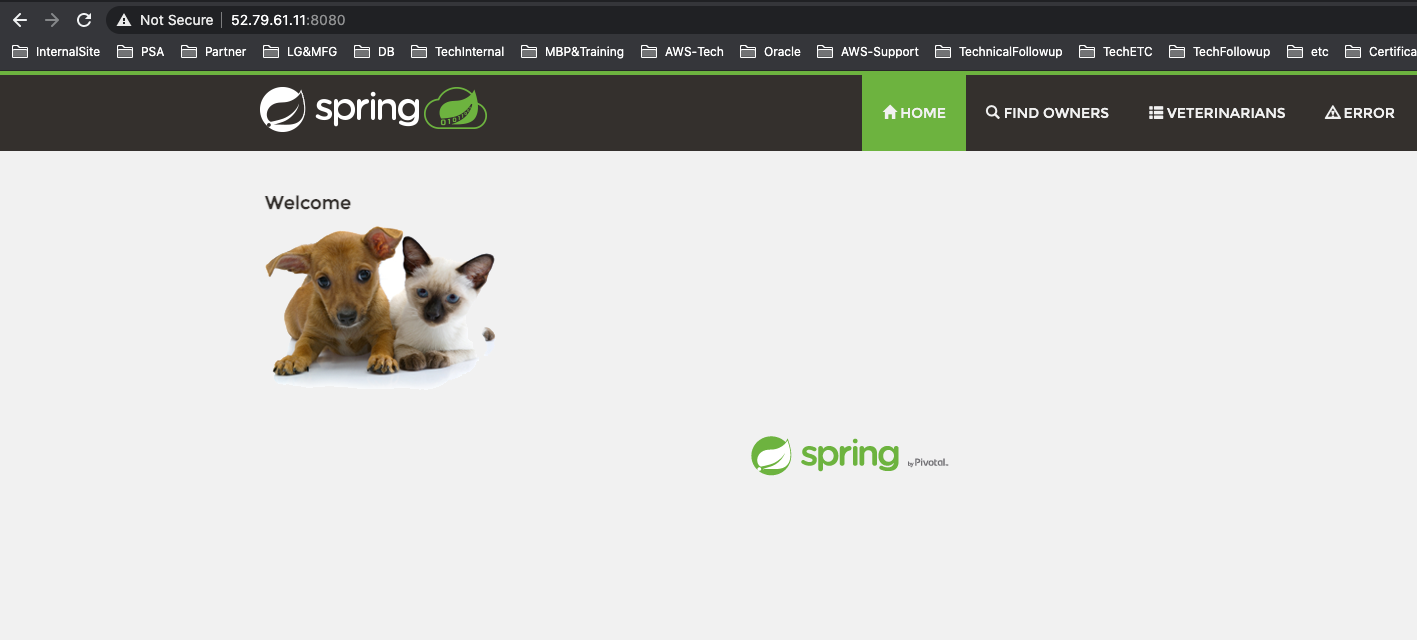 Not Secure 52.79.61.11:8080
InternalSite PSA Partner LG&MFG DB TechInternal MBP&Training AWS-Tech Oracle AWS-Support TechnicalFollowup TechETC TechFollowup etc Certifica
spring HOME FIND OWNERS VETERINARIANS ERROR
Welcome
spring by Pivotal.